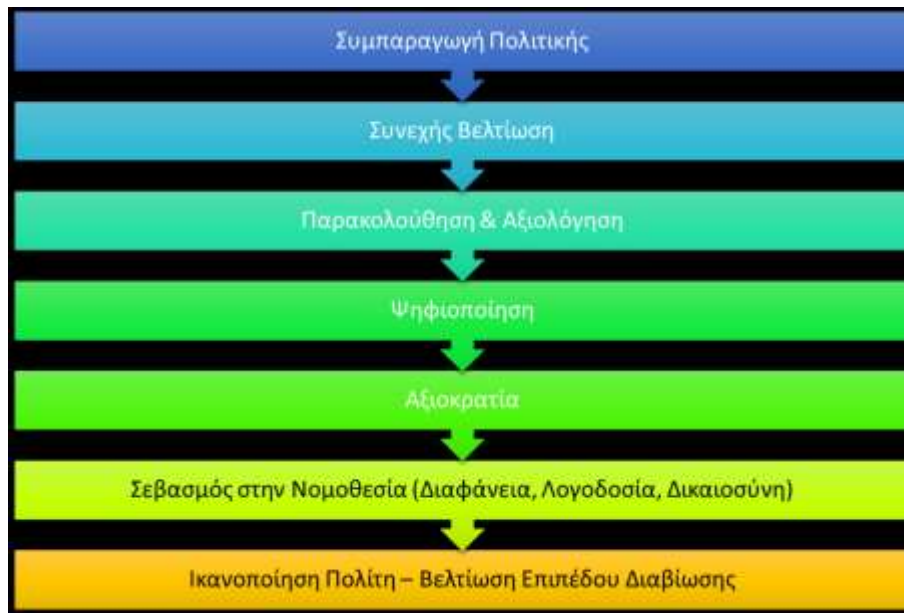 Συμπαραγωγή Πολιτικής
Συνεχής Βελτίωση
Παρακολούθηση & Αξιολόγηση
Ψηφιοποίηση
Αξιοκρατία
Σεβασμός στην Νομοθεσία (Διαφάνεια, Λογοδοσία, Δικαιοσύνη)
Ικανοποίηση Πολίτη – Βελτίωση Επιπέδου Διαβίωσης